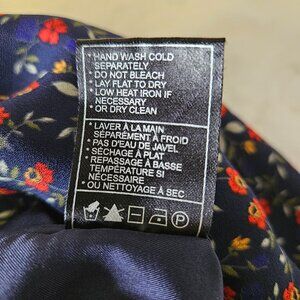 * HAND WASH COLD
SEPARATELY
* DO NOT BLEACH
* LAY FLAT TO DRY
* LOW HEAT IRON IF
NECESSARY
* OR DRY CLEAN
* LAVER À LA MAIN
SÉPARÉMENT À FROID
* PAS D'EAU DE JAVEL
* SÉCHAGE À PLAT
* REPASSAGE À BASSE
TEMPÉRATURE SI
NÉCESSAIRE
* OU NETTOYAGE À SEC
P